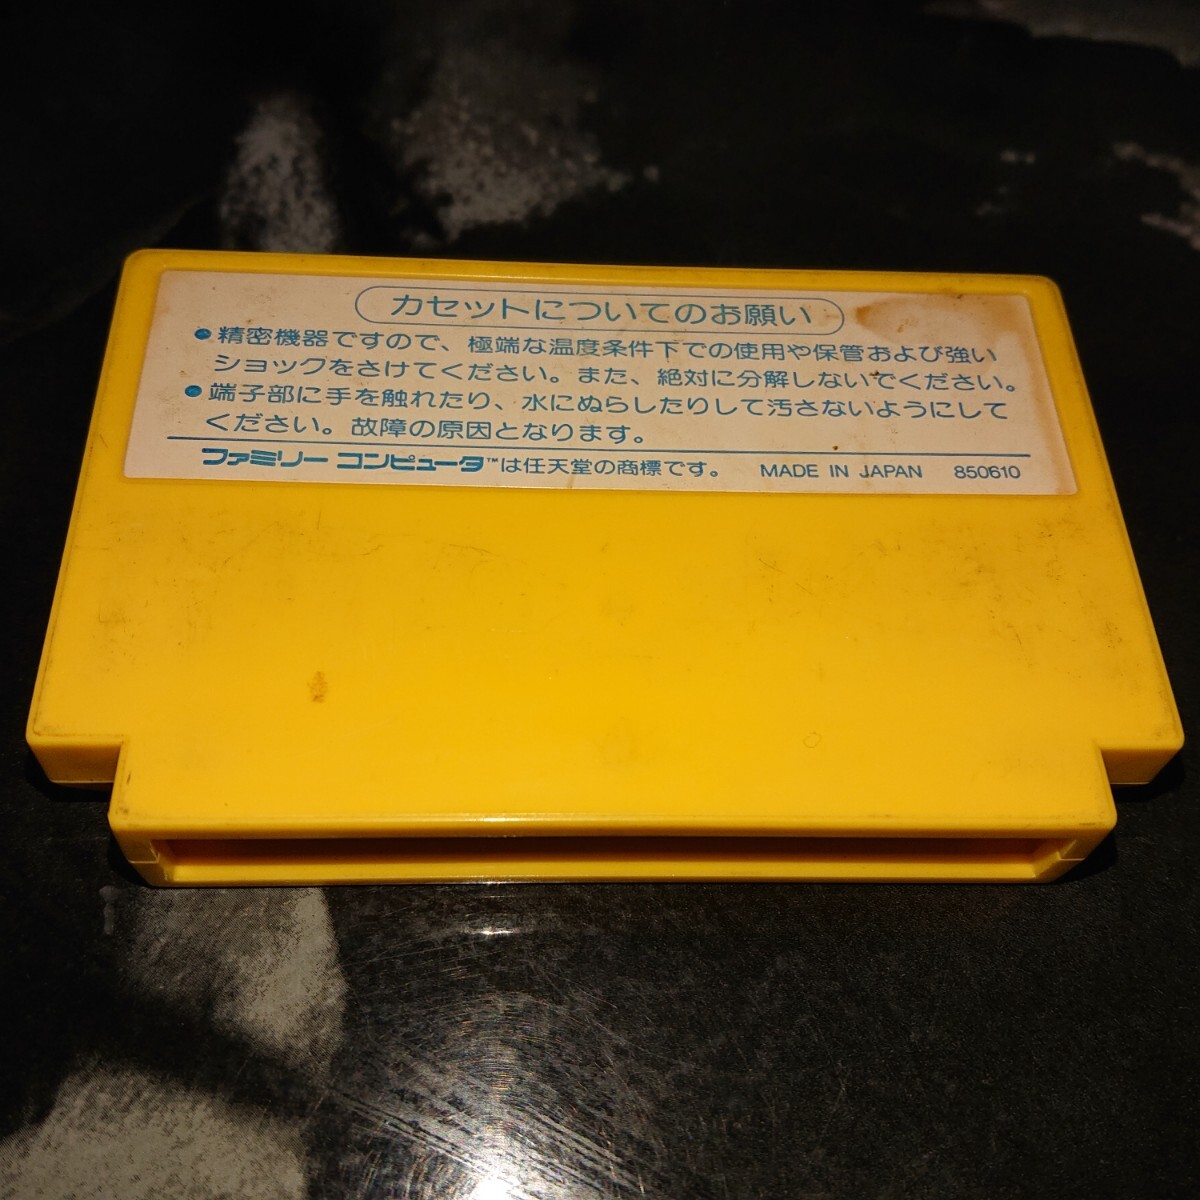 カセットについてのお願い
●精密機器ですので、極端な温度条件下での使用や保管および強い
ショックをさけてください。また、絶対に分解しないでください。
●端子部に手を触れたり、水にぬらしたりして汚さないようにして
ください。故障の原因となります。
ファミリーコンピュータ™は任天堂の商標です。 MADE IN JAPAN 850610